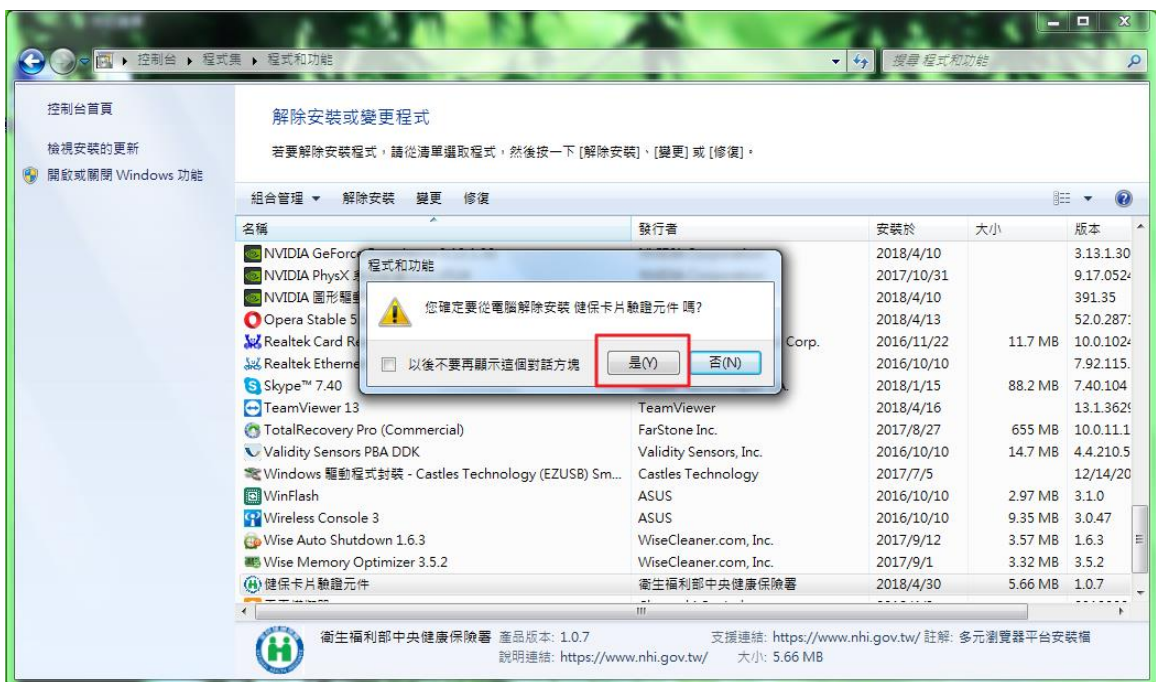 控制台 ▸ 程式集 ▸ 程式和功能
搜尋 程式和功能
控制台首頁
檢視安裝的更新
開啟或關閉 Windows 功能
解除安裝或變更程式
若要解除安裝程式，請從清單選取程式，然後按一下 [解除安裝]、[變更] 或 [修復]。
組合管理 解除安裝 變更 修復
名稱 發行者 安裝於 大小 版本
NVIDIA GeForce 2018/4/10 3.13.1.30
NVIDIA PhysX 2017/10/31 9.17.0524
NVIDIA 圖形驅動 2018/4/10 391.35
Opera Stable 5 2018/4/13 52.0.2871
Realtek Card Re Corp. 2016/11/22 11.7 MB 10.0.1024
Realtek Etherne 2016/10/10 7.92.115.
Skype™ 7.40 2018/1/15 88.2 MB 7.40.104
TeamViewer 13 TeamViewer 2018/4/16 13.1.3629
TotalRecovery Pro (Commercial) FarStone Inc. 2017/8/27 655 MB 10.0.11.1
Validity Sensors PBA DDK Validity Sensors, Inc. 2016/10/10 14.7 MB 4.4.210.5
Windows 驅動程式封裝 - Castles Technology (EZUSB) Sm... Castles Technology 2017/7/5 12/14/20
WinFlash ASUS 2016/10/10 2.97 MB 3.1.0
Wireless Console 3 ASUS 2016/10/10 9.35 MB 3.0.47
Wise Auto Shutdown 1.6.3 WiseCleaner.com, Inc. 2017/9/12 3.57 MB 1.6.3
Wise Memory Optimizer 3.5.2 WiseCleaner.com, Inc. 2017/9/1 3.32 MB 3.5.2
健保卡片驗證元件 衛生福利部中央健康保險署 2018/4/30 5.66 MB 1.0.7
程式和功能
您確定要從電腦解除安裝 健保卡片驗證元件 嗎?
以後不要再顯示這個對話方塊 是(Y) 否(N)
衛生福利部中央健康保險署 產品版本: 1.0.7 支援連結: https://www.nhi.gov.tw/ 註解: 多元瀏覽器平台安裝檔
說明連結: https://www.nhi.gov.tw/ 大小: 5.66 MB